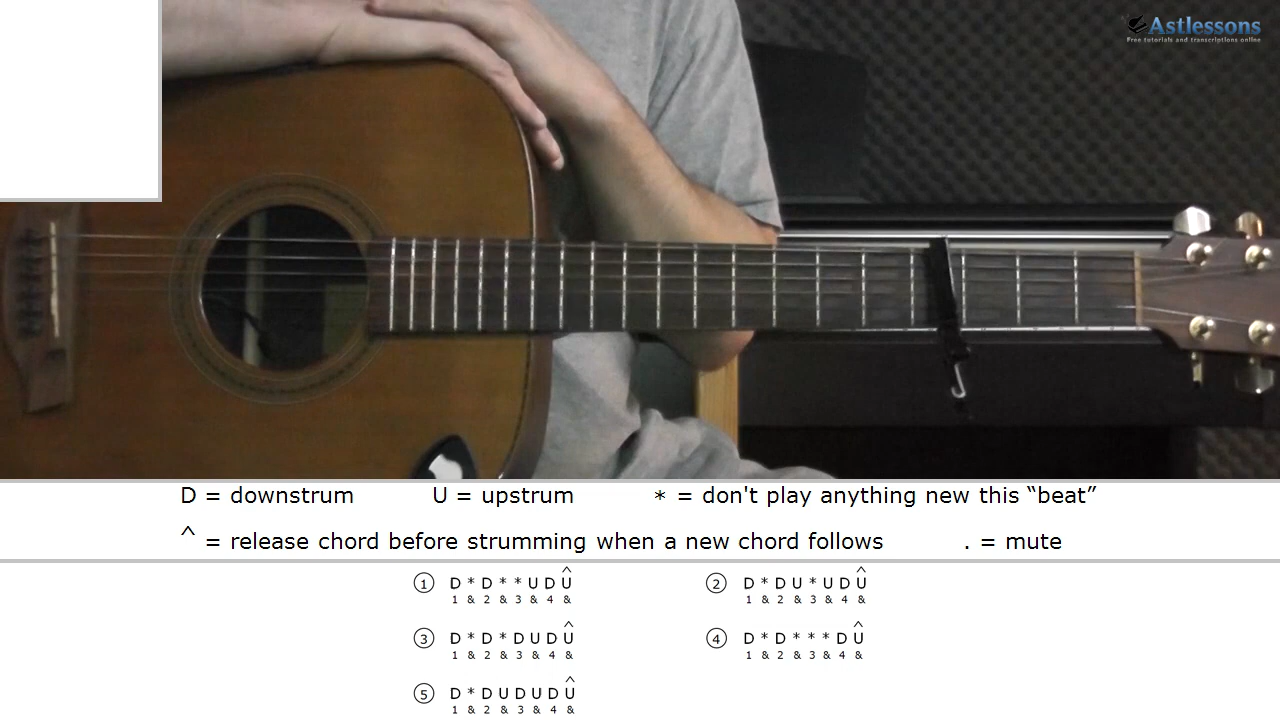 Astlessons
Free tutorials and transcriptions online
D = downstrum U = upstrum * = don't play anything new this “beat”
^ = release chord before strumming when a new chord follows . = mute
^ ^
① D * D * * U D U ② D * D U * U D U
1 & 2 & 3 & 4 & 1 & 2 & 3 & 4 &
^ ^
③ D * D * D U D U ④ D * D * * * D U
1 & 2 & 3 & 4 & 1 & 2 & 3 & 4 &
^
⑤ D * D U D U D U
1 & 2 & 3 & 4 &